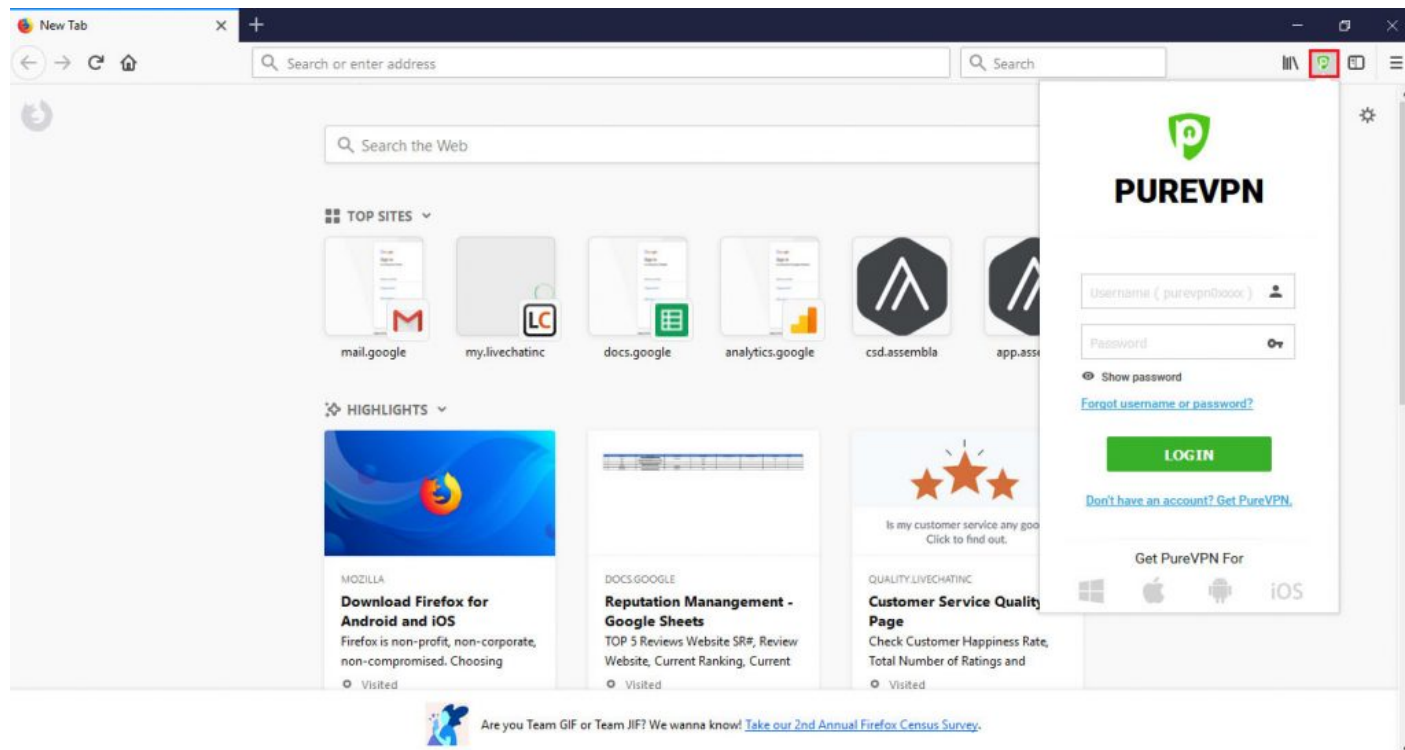 New Tab
Search or enter address
Search
Search the Web
TOP SITES
mail.google
my.livechatinc
docs.google
analytics.google
csd.assembla
app.asse
LC
HIGHLIGHTS
MOZILLA
Download Firefox for
Android and iOS
Firefox is non-profit, non-corporate,
non-compromised. Choosing
Visited
DOCS.GOOGLE
Reputation Manangement -
Google Sheets
TOP 5 Reviews Website SR#, Review
Website, Current Ranking, Current
Visited
Is my customer service any goo
Click to find out.
QUALITY.LIVECHATINC
Customer Service Quality
Page
Check Customer Happiness Rate,
Total Number of Ratings and
Visited
PUREVPN
Username ( purevpn0xxxx )
Password
Show password
Forgot username or password?
LOGIN
Don't have an account? Get PureVPN.
Get PureVPN For
iOS
Are you Team GIF or Team JIF? We wanna know! Take our 2nd Annual Firefox Census Survey.